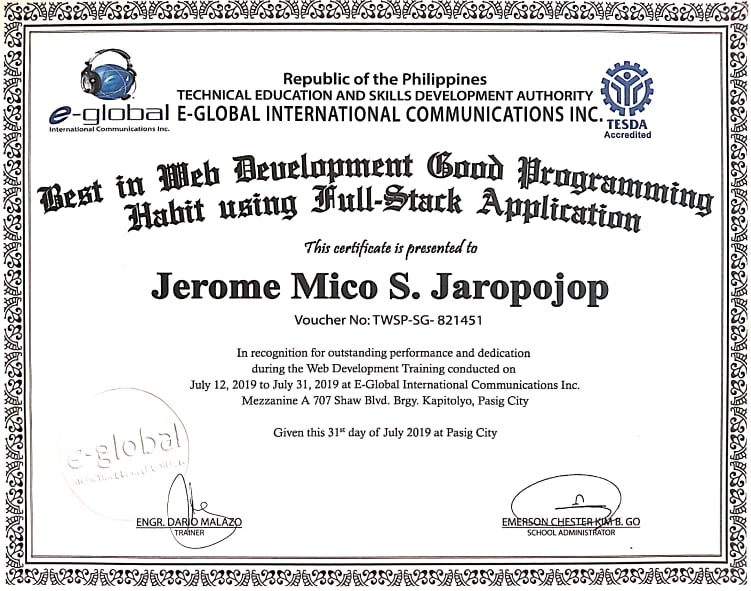 Republic of the Philippines
TECHNICAL EDUCATION AND SKILLS DEVELOPMENT AUTHORITY
e-global
International Communications Inc.
E-GLOBAL INTERNATIONAL COMMUNICATIONS INC.
TESDA
Accredited
Best in Web Development Good Programming
Habit using Full-Stack Application
This certificate is presented to
Jerome Mico S. Jaropojop
Voucher No: TWSP-SG- 821451
In recognition for outstanding performance and dedication
during the Web Development Training conducted on
July 12, 2019 to July 31, 2019 at E-Global International Communications Inc.
Mezzanine A 707 Shaw Blvd. Brgy. Kapitolyo, Pasig City
Given this 31st day of July 2019 at Pasig City
e-global
ENGR. DARIO MALAZO
TRAINER
EMERSON CHESTER KIM B. GO
SCHOOL ADMINISTRATOR